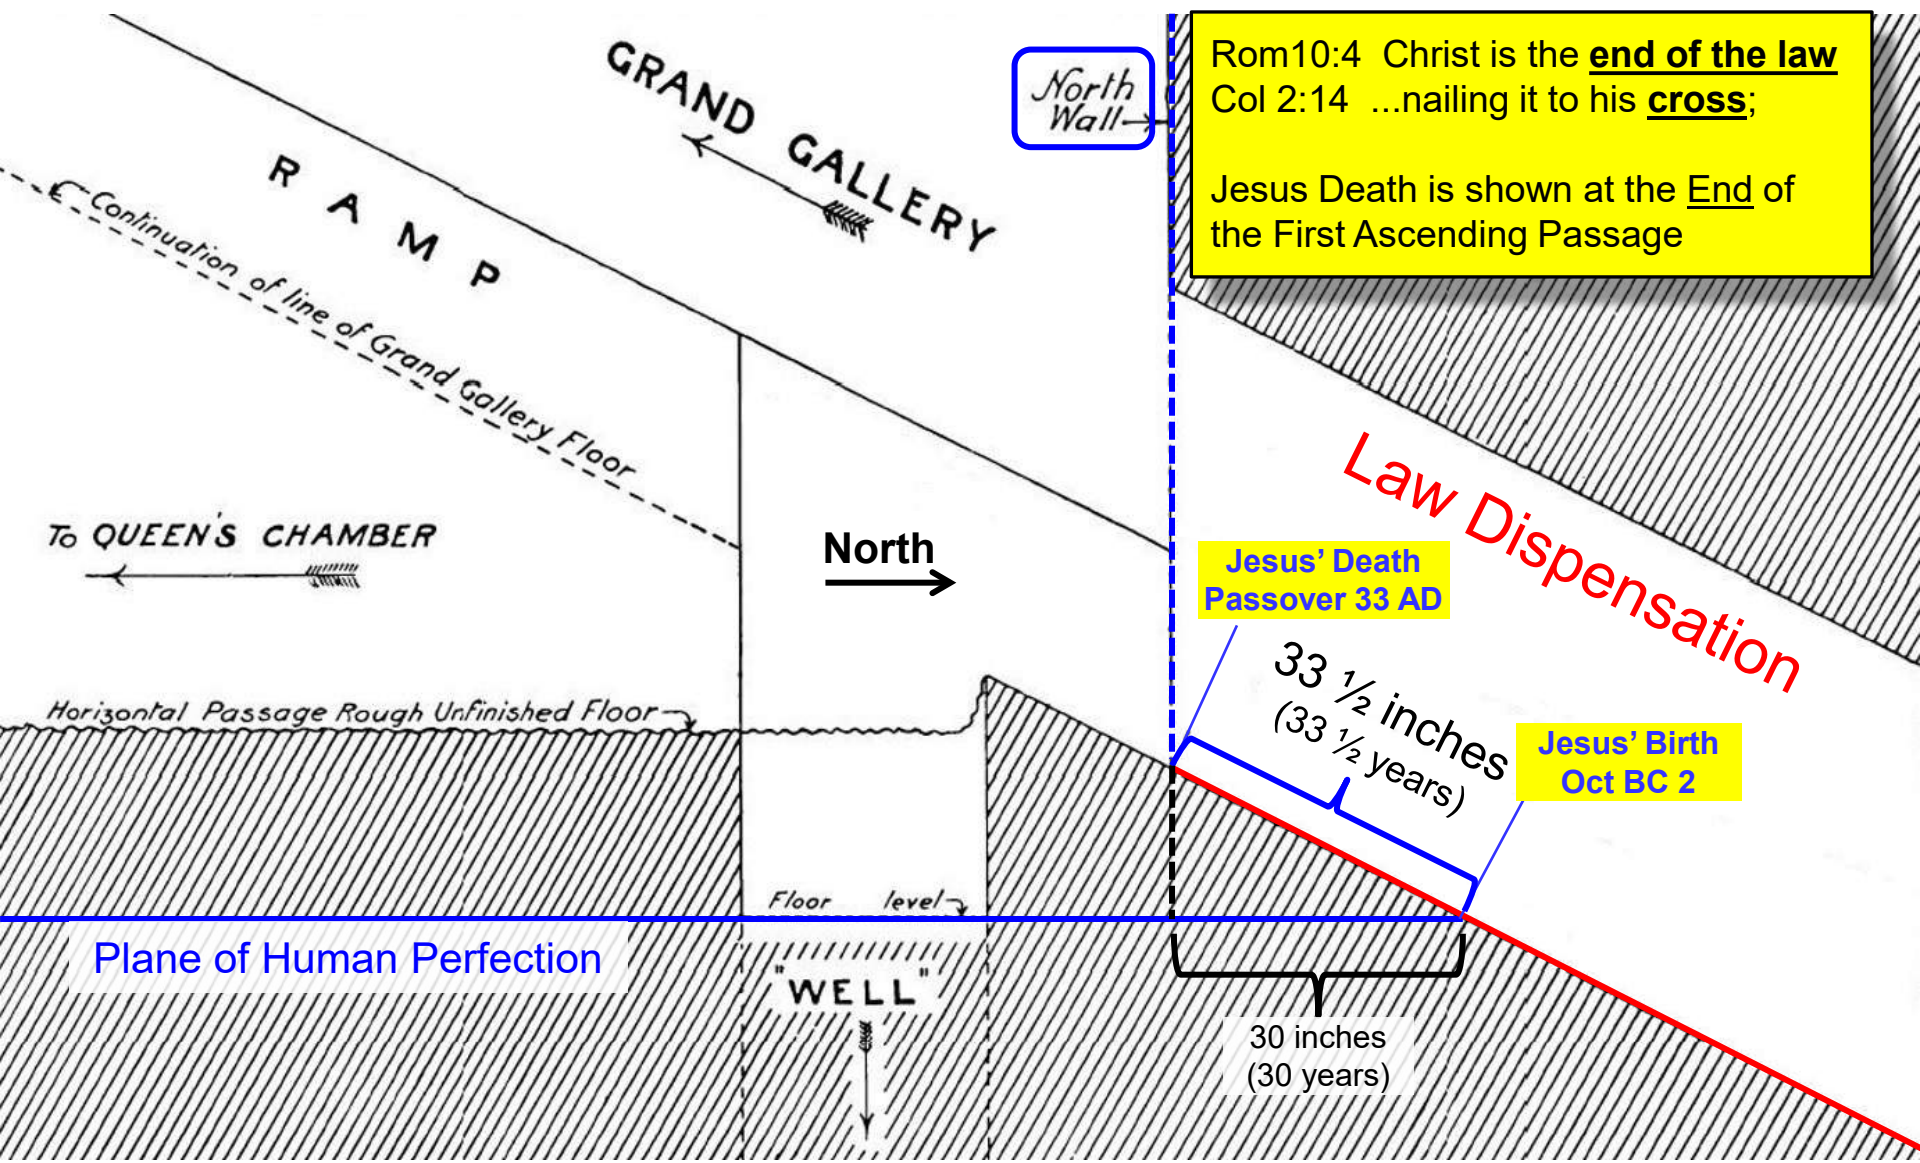 Rom10:4 Christ is the end of the law
Col 2:14 ...nailing it to his cross;
Jesus Death is shown at the End of
the First Ascending Passage
North
Wall
GRAND GALLERY
RAMP
Continuation of line of Grand Gallery Floor
To QUEEN'S CHAMBER
North
Law Dispensation
Jesus’ Death
Passover 33 AD
33 ½ inches
(33 ½ years)
Jesus’ Birth
Oct BC 2
Horizontal Passage Rough Unfinished Floor
Floor level
Plane of Human Perfection
"WELL"
30 inches
(30 years)